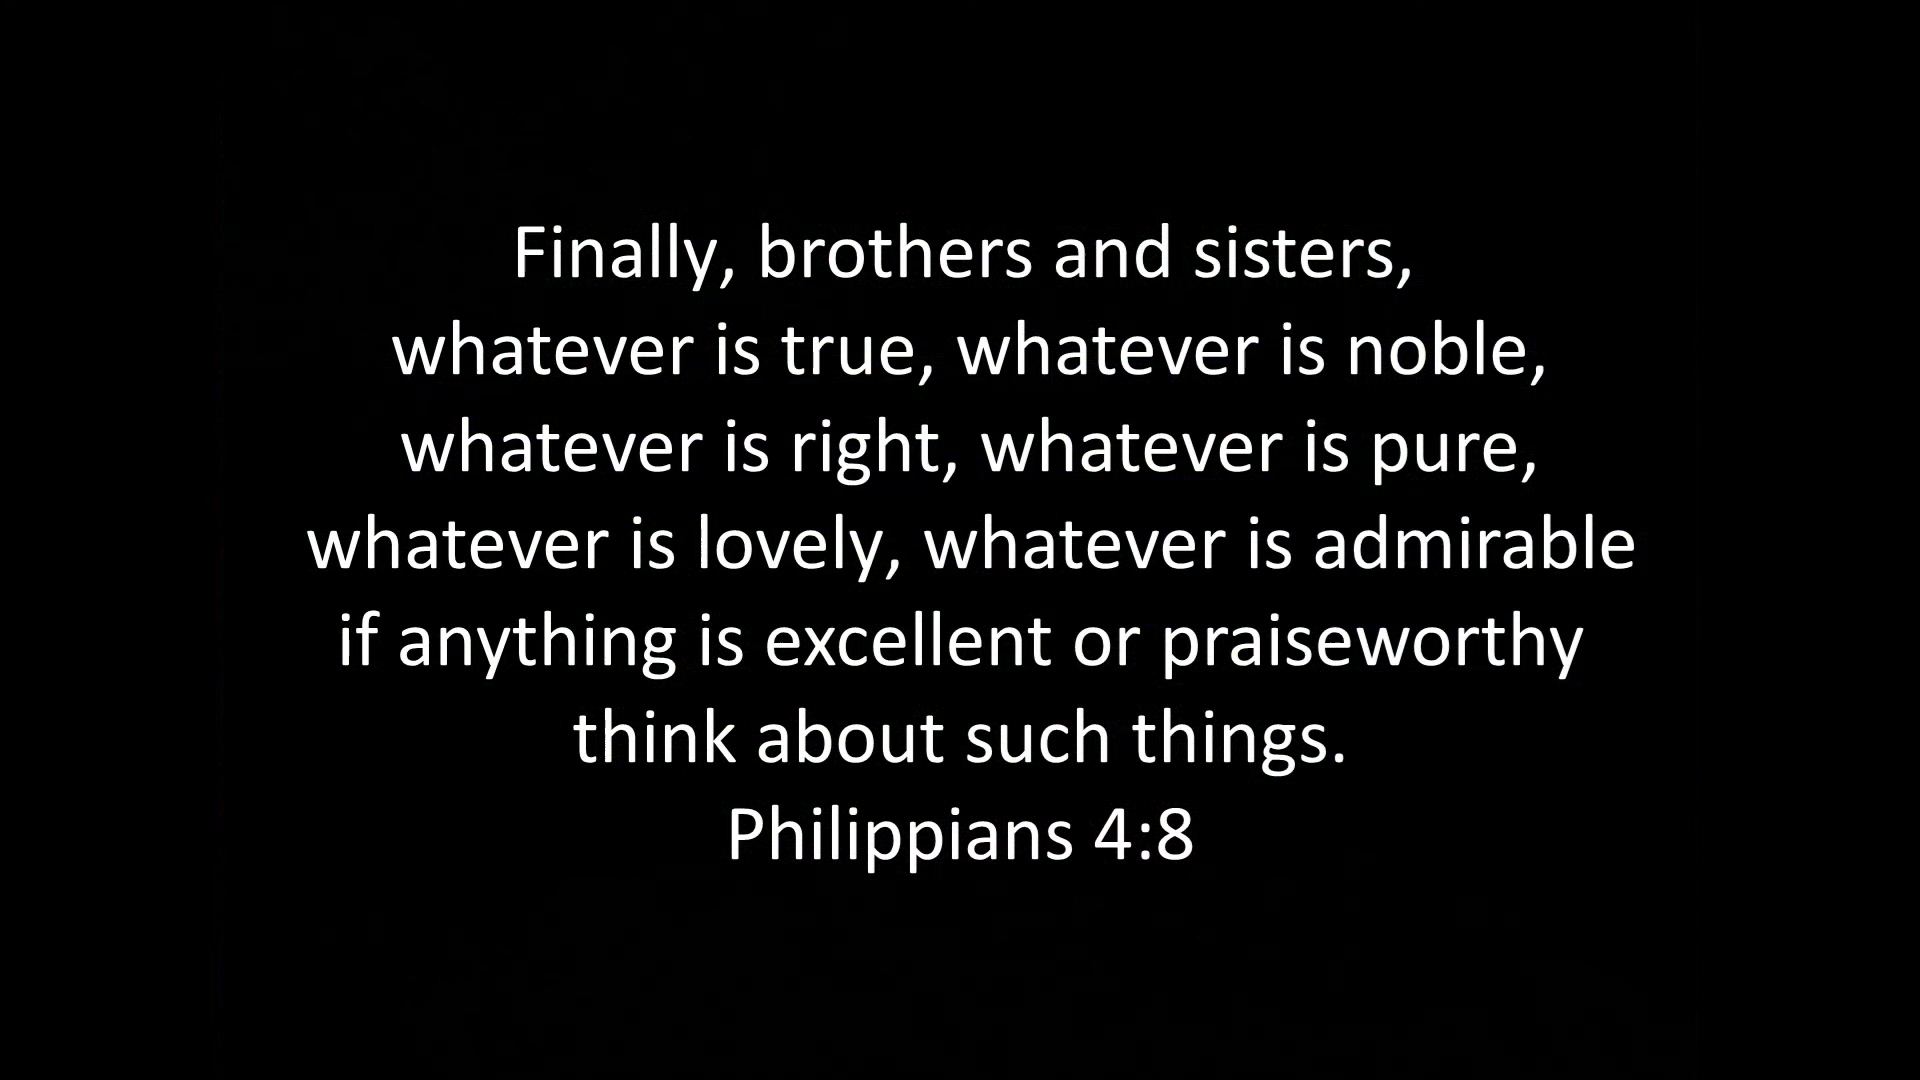 Finally, brothers and sisters,
whatever is true, whatever is noble,
whatever is right, whatever is pure,
whatever is lovely, whatever is admirable
if anything is excellent or praiseworthy
think about such things.
Philippians 4:8